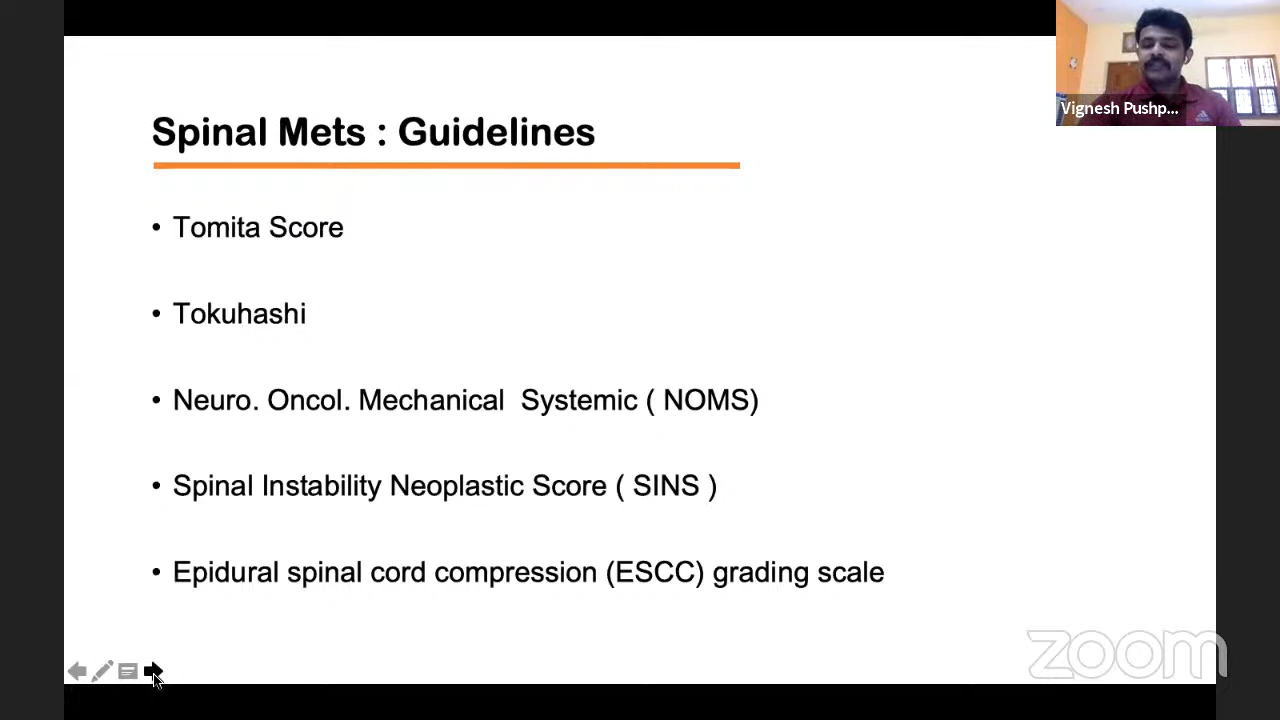 Vignesh Pushp...
Spinal Mets : Guidelines
• Tomita Score
• Tokuhashi
• Neuro. Oncol. Mechanical Systemic ( NOMS)
• Spinal Instability Neoplastic Score ( SINS )
• Epidural spinal cord compression (ESCC) grading scale
zoom